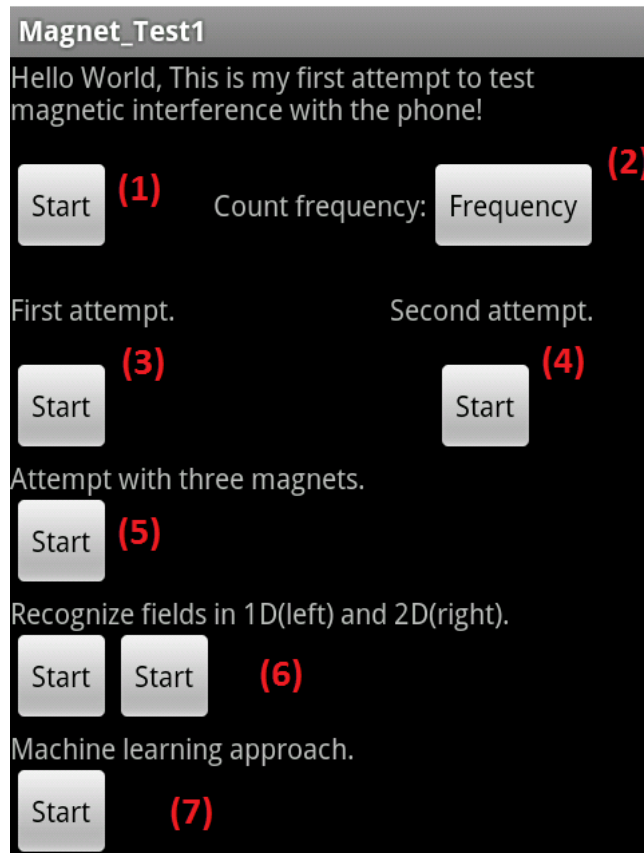 Magnet_Test1
Hello World, This is my first attempt to test
magnetic interference with the phone!
Start (1) Count frequency: Frequency (2)
First attempt. Second attempt.
Start (3) Start (4)
Attempt with three magnets.
Start (5)
Recognize fields in 1D(left) and 2D(right).
Start Start (6)
Machine learning approach.
Start (7)